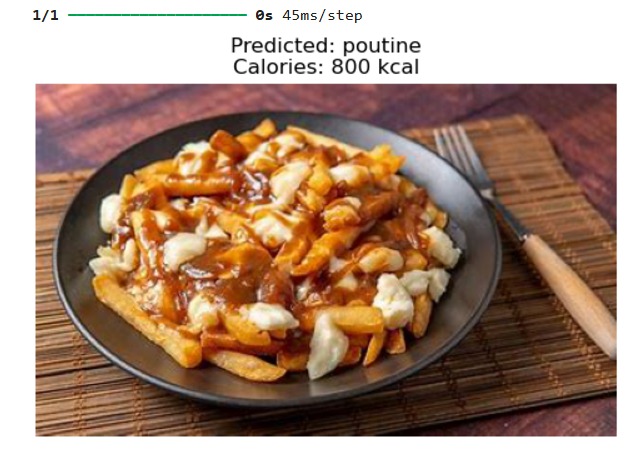 1/1 ━━━━━━━━━━━━━━━━━━━━ 0s 45ms/step
Predicted: poutine
Calories: 800 kcal